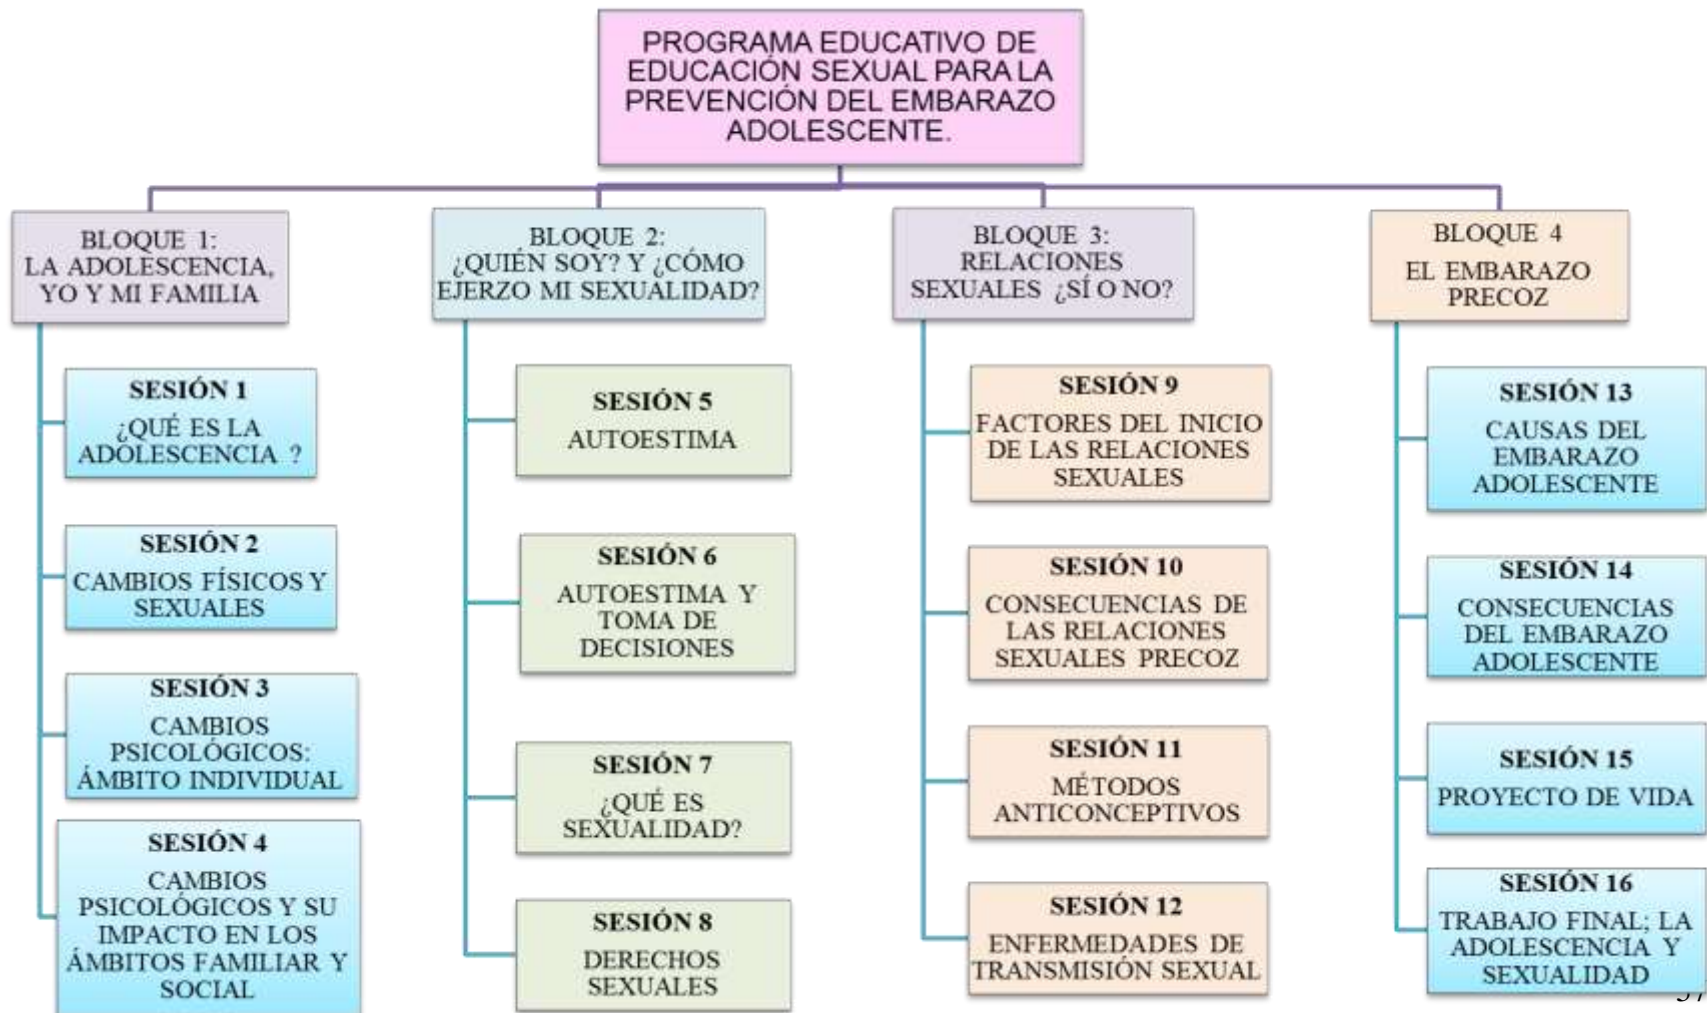 PROGRAMA EDUCATIVO DE
EDUCACIÓN SEXUAL PARA LA
PREVENCIÓN DEL EMBARAZO
ADOLESCENTE.
BLOQUE 1:
LA ADOLESCENCIA,
YO Y MI FAMILIA
SESIÓN 1
¿QUÉ ES LA
ADOLESCENCIA ?
SESIÓN 2
CAMBIOS FÍSICOS Y
SEXUALES
SESIÓN 3
CAMBIOS
PSICOLÓGICOS:
ÁMBITO INDIVIDUAL
SESIÓN 4
CAMBIOS
PSICOLÓGICOS Y SU
IMPACTO EN LOS
ÁMBITOS FAMILIAR Y
SOCIAL
BLOQUE 2:
¿QUIÉN SOY? Y ¿CÓMO
EJERZO MI SEXUALIDAD?
SESIÓN 5
AUTOESTIMA
SESIÓN 6
AUTOESTIMA Y
TOMA DE
DECISIONES
SESIÓN 7
¿QUÉ ES
SEXUALIDAD?
SESIÓN 8
DERECHOS
SEXUALES
BLOQUE 3:
RELACIONES
SEXUALES ¿SÍ O NO?
SESIÓN 9
FACTORES DEL INICIO
DE LAS RELACIONES
SEXUALES
SESIÓN 10
CONSECUENCIAS DE
LAS RELACIONES
SEXUALES PRECOZ
SESIÓN 11
MÉTODOS
ANTICONCEPTIVOS
SESIÓN 12
ENFERMEDADES DE
TRANSMISIÓN SEXUAL
BLOQUE 4
EL EMBARAZO
PRECOZ
SESIÓN 13
CAUSAS DEL
EMBARAZO
ADOLESCENTE
SESIÓN 14
CONSECUENCIAS
DEL EMBARAZO
ADOLESCENTE
SESIÓN 15
PROYECTO DE VIDA
SESIÓN 16
TRABAJO FINAL; LA
ADOLESCENCIA Y
SEXUALIDAD